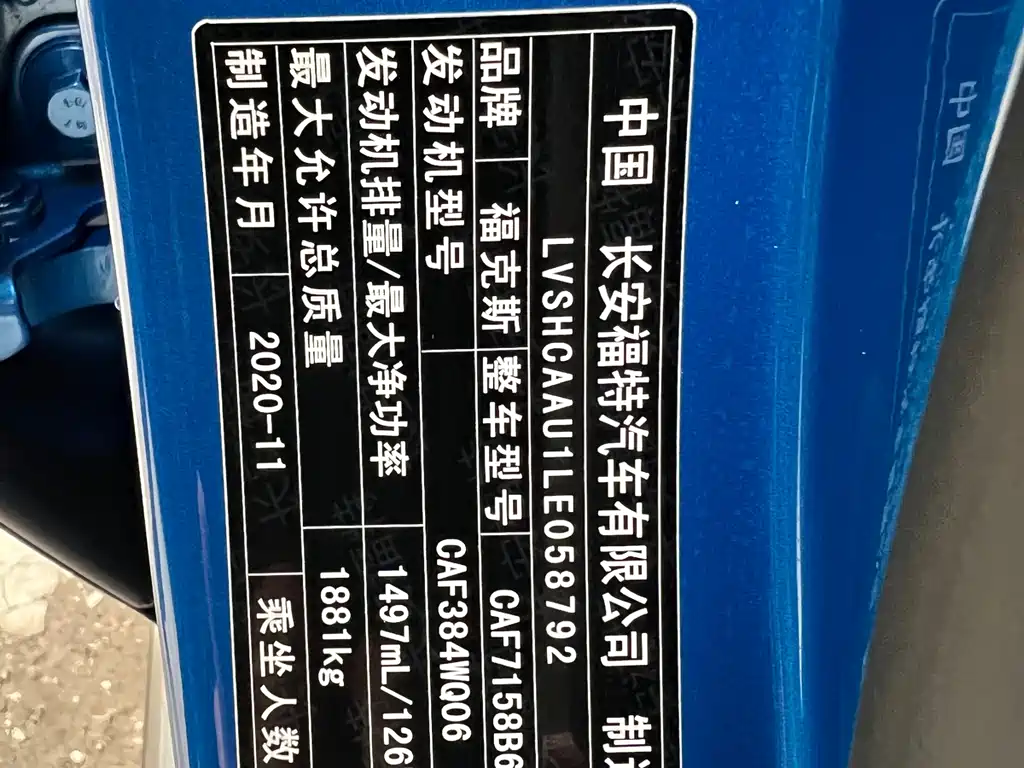 中国 长安福特汽车有限公司 制造
LVSHCAAU1LE058792
品牌 福克斯 整车型号 CAF7158B6
发动机型号 CAF384WQ06
发动机排量/最大净功率 1497mL/126
最大允许总质量 1881kg
制造年月 2020-11 乘坐人数
中国